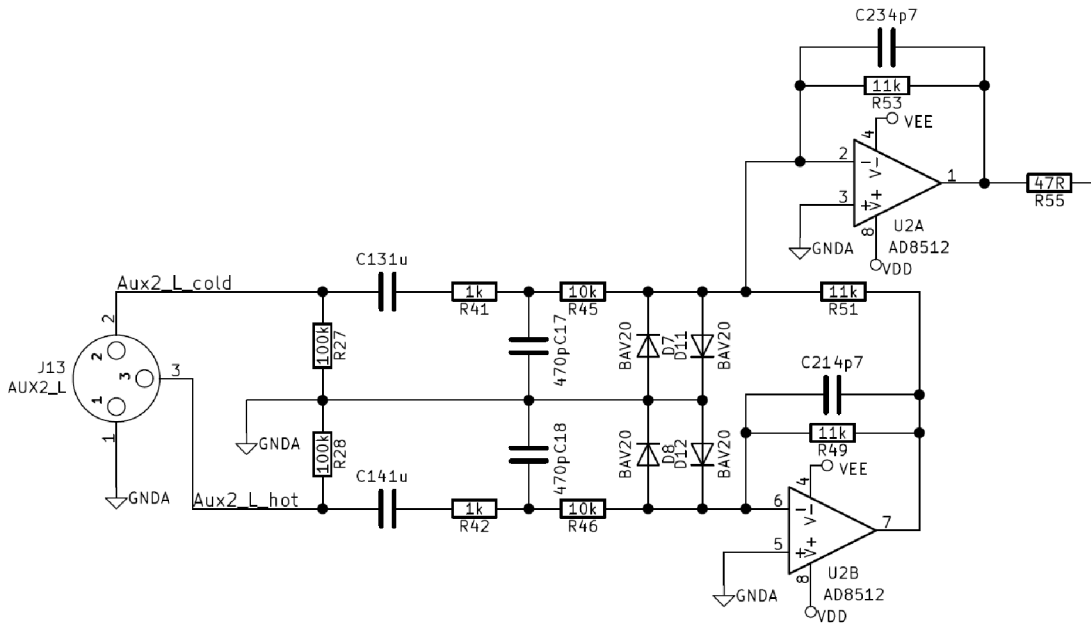 C234p7
11k
R53
VEE
4
2
V-
1
47R
R55
3
V+
U2A
8
AD8512
GNDA
VDD
C131u
Aux2_L_cold
1k
R41
10k
R45
11k
R51
2
100k
R27
470pC17
BAV20
D7
D11
BAV20
C214p7
J13
AUX2_L
2
3
3
1
GNDA
11k
R49
1
100k
R28
470pC18
BAV20
D8
D12
BAV20
VEE
4
C141u
GNDA
Aux2_L_hot
1k
R42
10k
R46
6
V-
7
5
V+
U2B
8
AD8512
GNDA
VDD